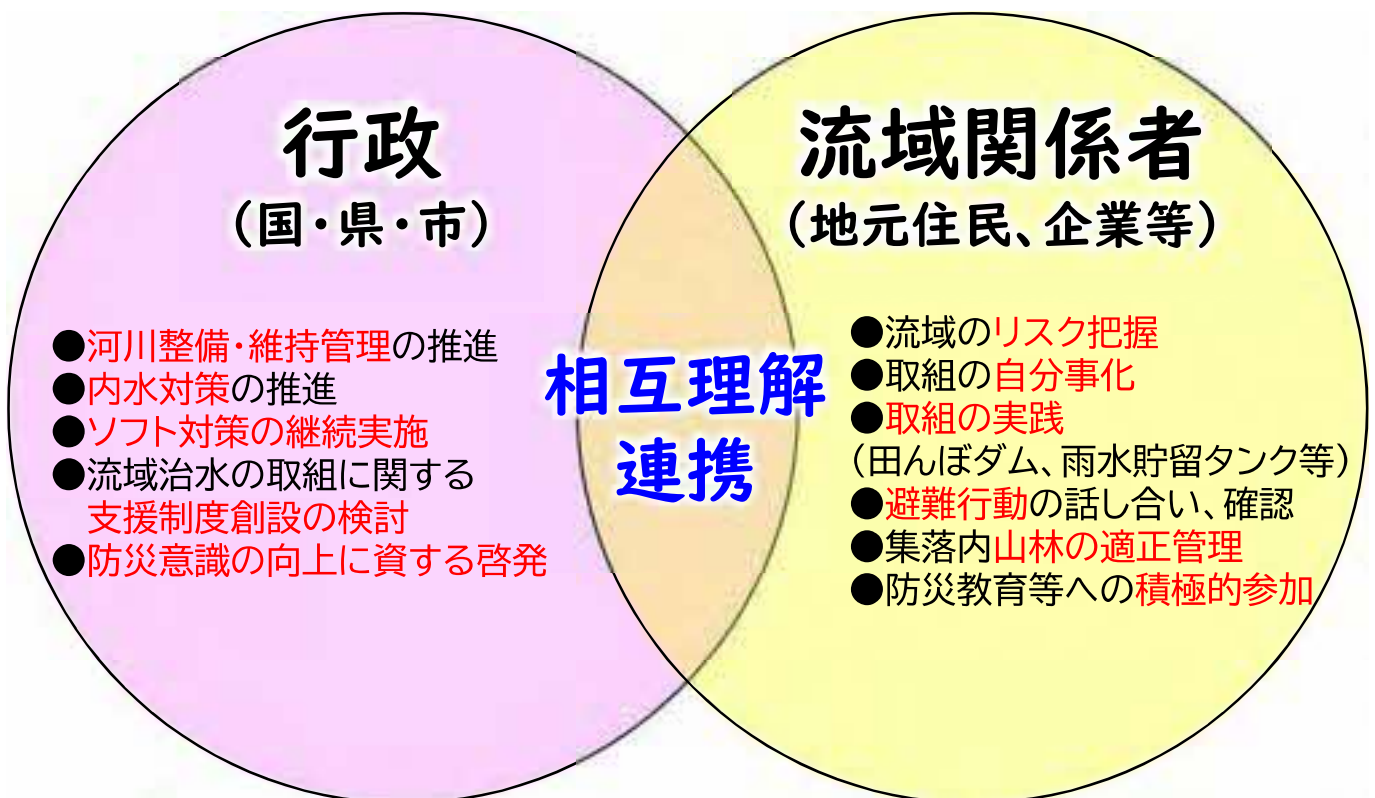 行政
（国・県・市）
●河川整備・維持管理の推進
●内水対策の推進
●ソフト対策の継続実施
●流域治水の取組に関する
支援制度創設の検討
●防災意識の向上に資する啓発
相互理解
連携
流域関係者
（地元住民、企業等）
●流域のリスク把握
●取組の自分事化
●取組の実践
（田んぼダム、雨水貯留タンク等）
●避難行動の話し合い、確認
●集落内山林の適正管理
●防災教育等への積極的参加